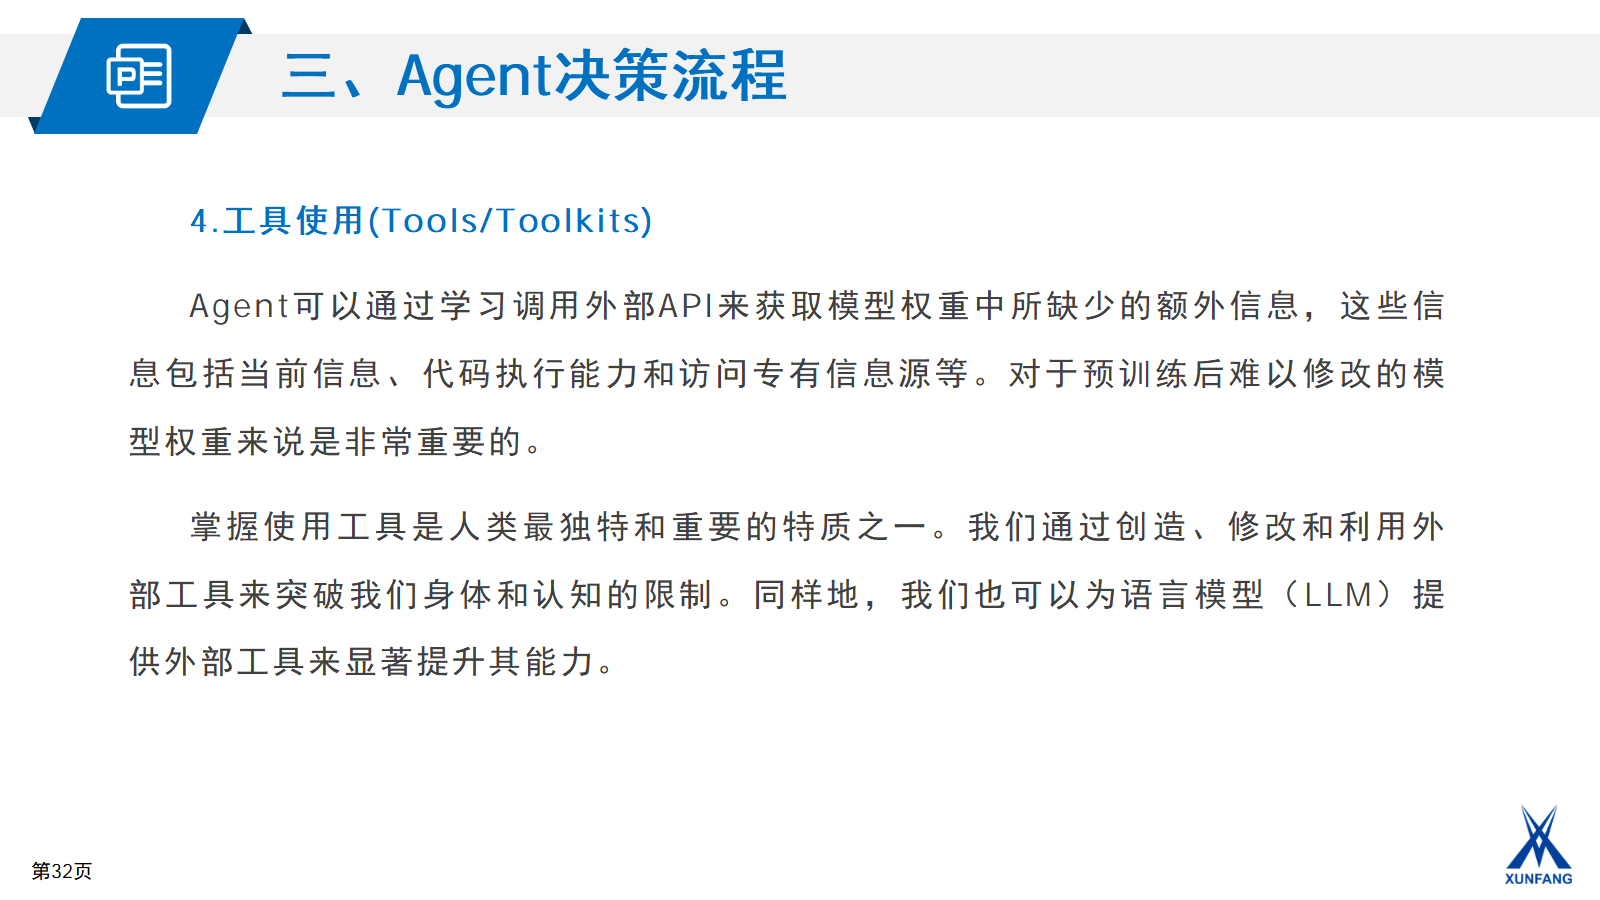 三、Agent决策流程
4.工具使用(Tools/Toolkits)
Agent可以通过学习调用外部API来获取模型权重中所缺少的额外信息，这些信
息包括当前信息、代码执行能力和访问专有信息源等。对于预训练后难以修改的模
型权重来说是非常重要的。
掌握使用工具是人类最独特和重要的特质之一。我们通过创造、修改和利用外
部工具来突破我们身体和认知的限制。同样地，我们也可以为语言模型（LLM）提
供外部工具来显著提升其能力。
第32页
XUNFANG